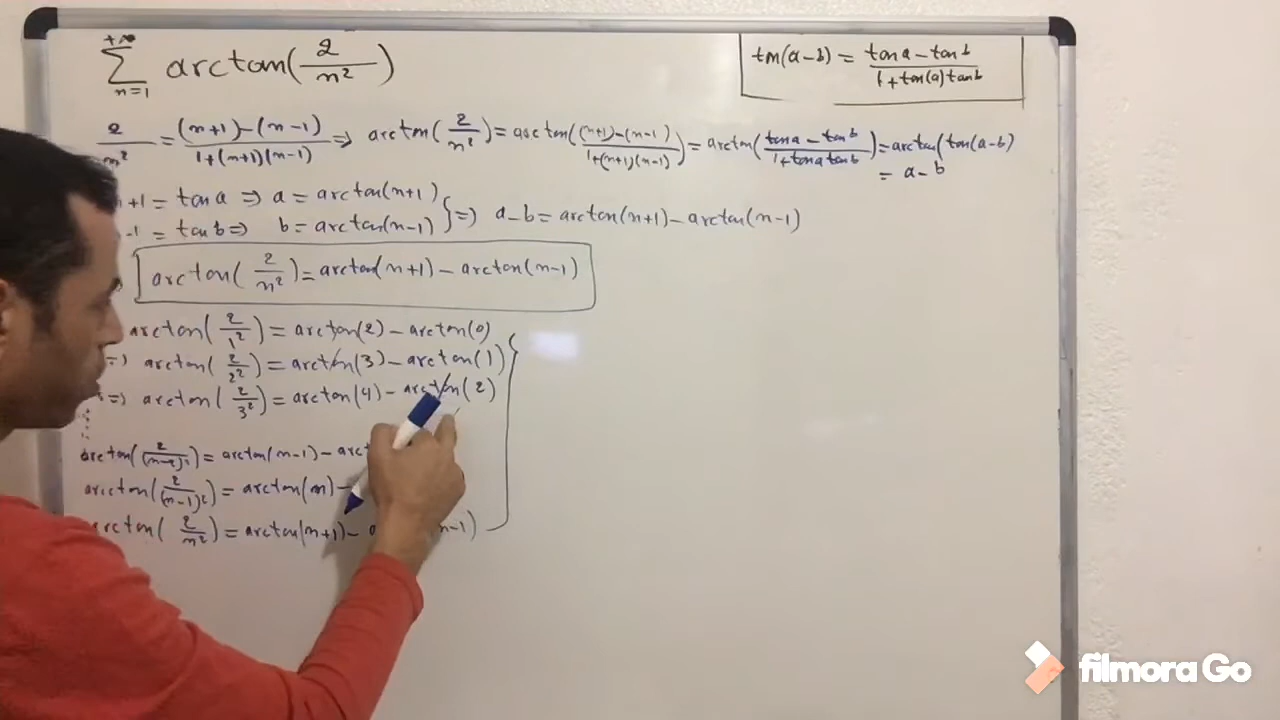 +∞
∑ arctan(2/n²)
n=1
tan(a-b) = (tan a - tan b)/(1 + tan(a) tan b)
2/n² = ((n+1)-(n-1))/(1+(n+1)(n-1)) ⇒ arctan(2/n²) = arctan(((n+1)-(n-1))/(1+(n+1)(n-1))) = arctan((tan a - tan b)/(1+tan a tan b)) = arctan(tan(a-b))
= a-b
n+1 = tan a ⇒ a = arctan(n+1)
-1 = tan b ⇒ b = arctan(n-1) } ⇒ a-b = arctan(n+1) - arctan(n-1)
arctan(2/n²) = arctan(n+1) - arctan(n-1)
arctan(2/1²) = arctan(2) - arctan(0)
⇒ arctan(2/2²) = arctan(3) - arctan(1)
⇒ arctan(2/3²) = arctan(4) - arctan(2)
arctan(2/(n-2)²) = arctan(n-1) - arct
arctan(2/(n-1)²) = arctan(n) -
arctan(2/n²) = arctan(n+1) - a n-1)
filmora Go